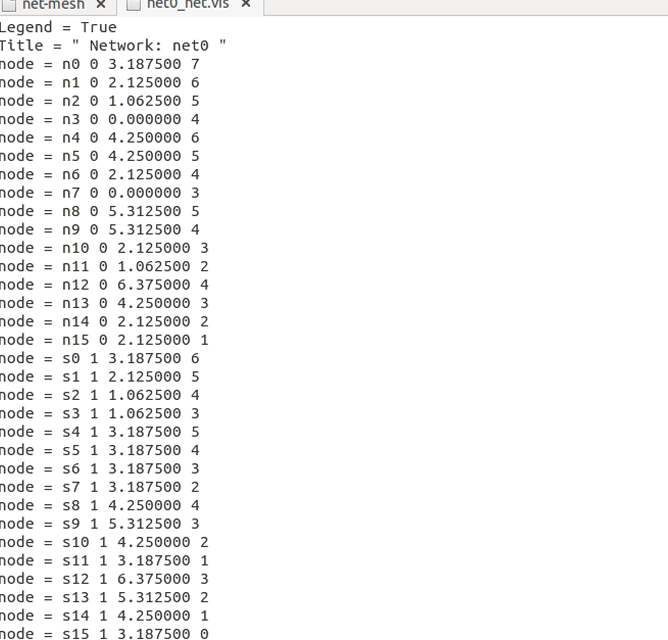 net-mesh
net0_net.vis
Legend = True
Title = " Network: net0 "
node = n0 0 3.187500 7
node = n1 0 2.125000 6
node = n2 0 1.062500 5
node = n3 0 0.000000 4
node = n4 0 4.250000 6
node = n5 0 4.250000 5
node = n6 0 2.125000 4
node = n7 0 0.000000 3
node = n8 0 5.312500 5
node = n9 0 5.312500 4
node = n10 0 2.125000 3
node = n11 0 1.062500 2
node = n12 0 6.375000 4
node = n13 0 4.250000 3
node = n14 0 2.125000 2
node = n15 0 2.125000 1
node = s0 1 3.187500 6
node = s1 1 2.125000 5
node = s2 1 1.062500 4
node = s3 1 1.062500 3
node = s4 1 3.187500 5
node = s5 1 3.187500 4
node = s6 1 3.187500 3
node = s7 1 3.187500 2
node = s8 1 4.250000 4
node = s9 1 5.312500 3
node = s10 1 4.250000 2
node = s11 1 3.187500 1
node = s12 1 6.375000 3
node = s13 1 5.312500 2
node = s14 1 4.250000 1
node = s15 1 3.187500 0